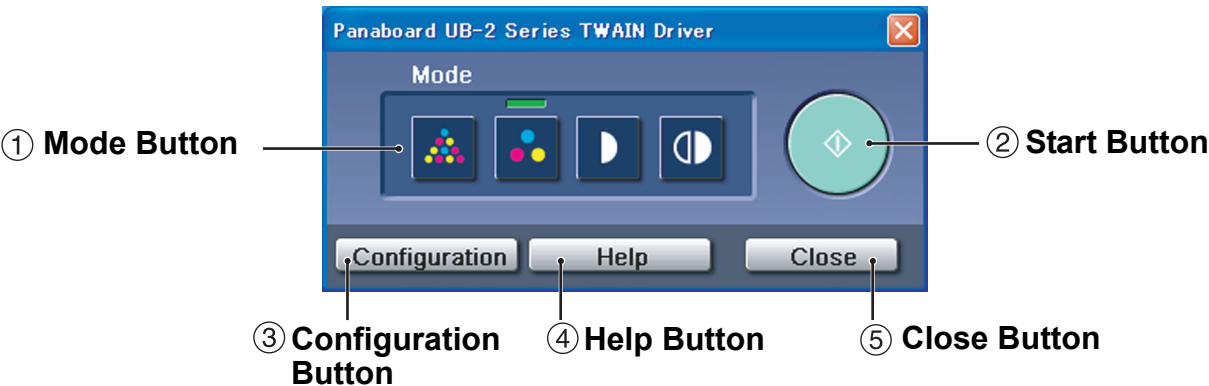 Panaboard UB-2 Series TWAIN Driver
Mode
① Mode Button
② Start Button
Configuration
Help
Close
③ Configuration
Button
④ Help Button
⑤ Close Button